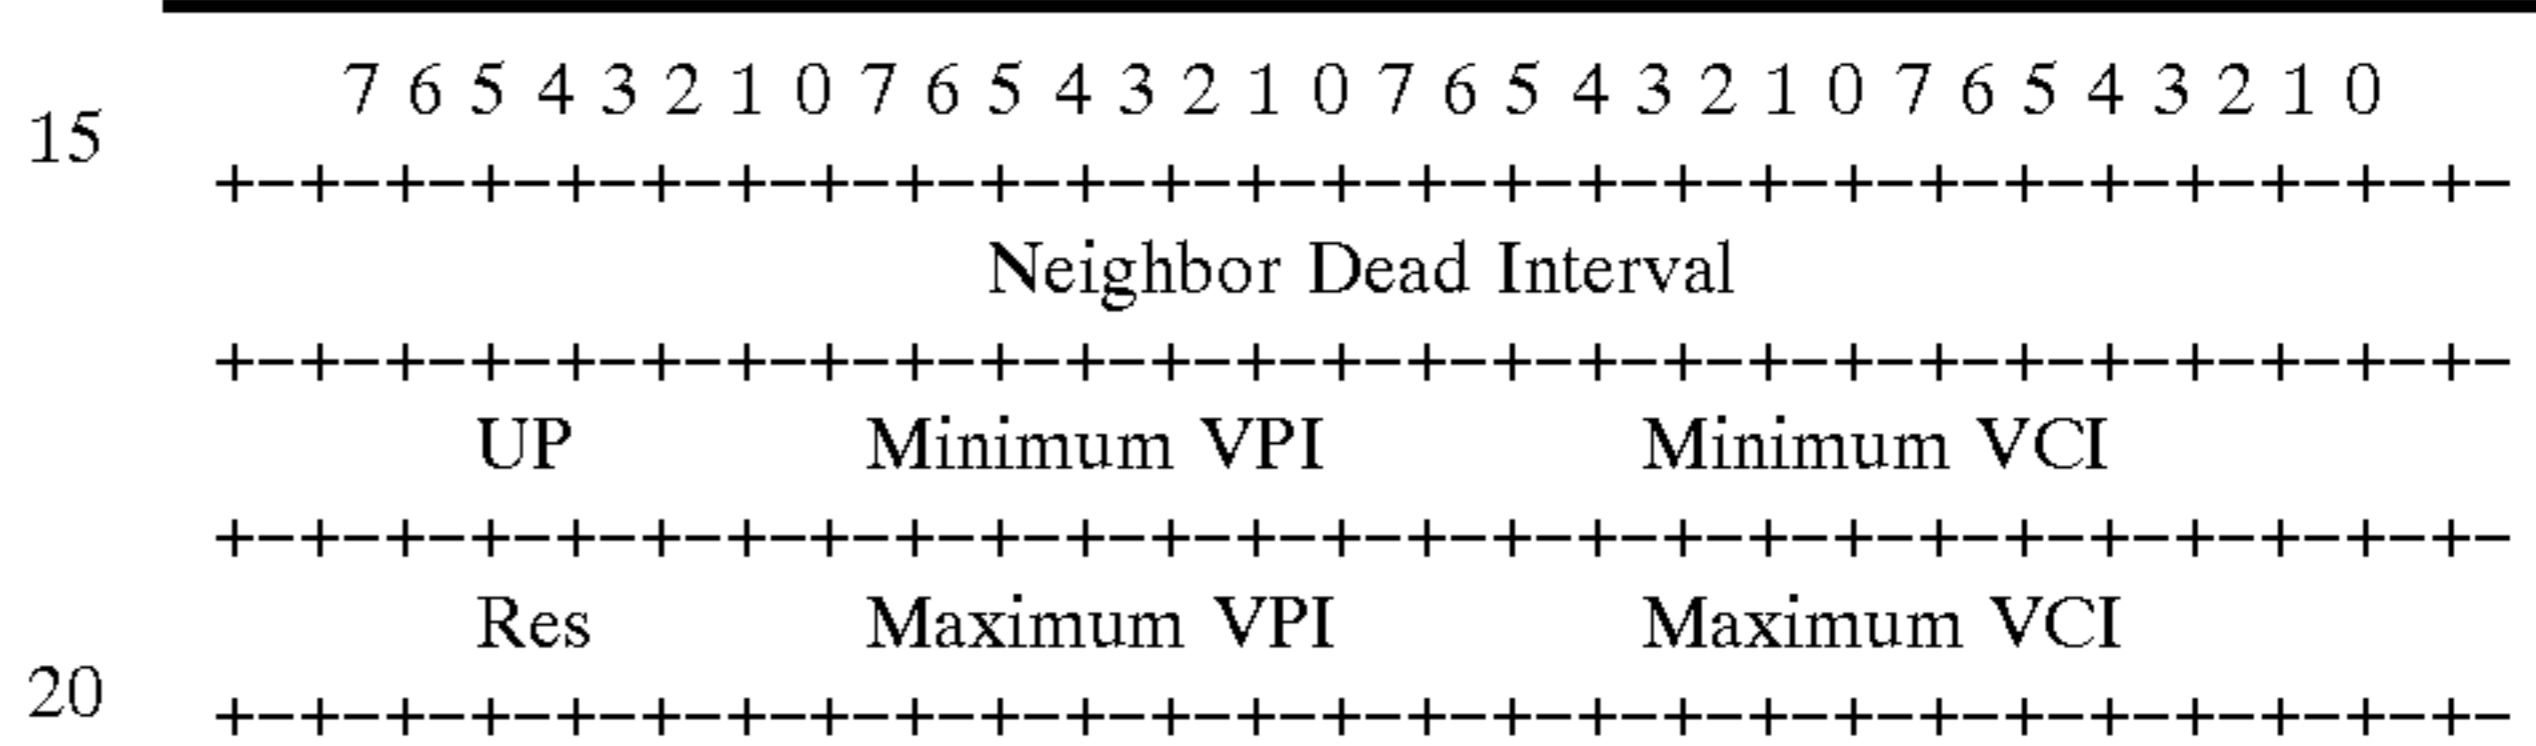 7 6 5 4 3 2 1 0 7 6 5 4 3 2 1 0 7 6 5 4 3 2 1 0 7 6 5 4 3 2 1 0
15
+-+-+-+-+-+-+-+-+-+-+-+-+-+-+-+-+-+-+-+-+-+-+-+-+-+-+-
Neighbor Dead Interval
+-+-+-+-+-+-+-+-+-+-+-+-+-+-+-+-+-+-+-+-+-+-+-+-+-+-+-
UP Minimum VPI Minimum VCI
+-+-+-+-+-+-+-+-+-+-+-+-+-+-+-+-+-+-+-+-+-+-+-+-+-+-+-
Res Maximum VPI Maximum VCI
20
+-+-+-+-+-+-+-+-+-+-+-+-+-+-+-+-+-+-+-+-+-+-+-+-+-+-+-